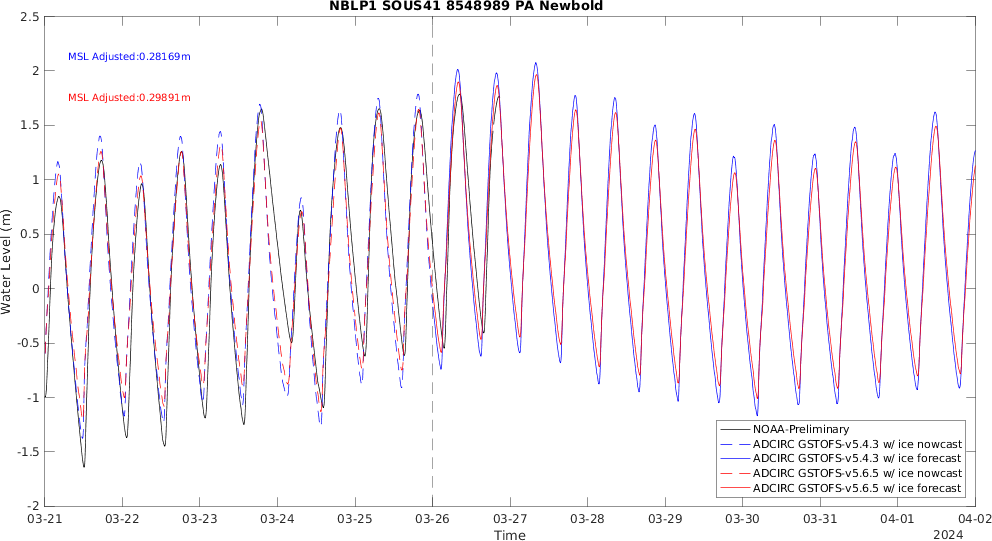 NBLP1 SOUS41 8548989 PA Newbold
2.5
2
1.5
1
0.5
0
-0.5
-1
-1.5
-2
Water Level (m)
MSL Adjusted:0.28169m
MSL Adjusted:0.29891m
NOAA-Preliminary
ADCIRC GSTOFS-v5.4.3 w/ ice nowcast
ADCIRC GSTOFS-v5.4.3 w/ ice forecast
ADCIRC GSTOFS-v5.6.5 w/ ice nowcast
ADCIRC GSTOFS-v5.6.5 w/ ice forecast
03-21 03-22 03-23 03-24 03-25 03-26 03-27 03-28 03-29 03-30 03-31 04-01 04-02
Time
2024